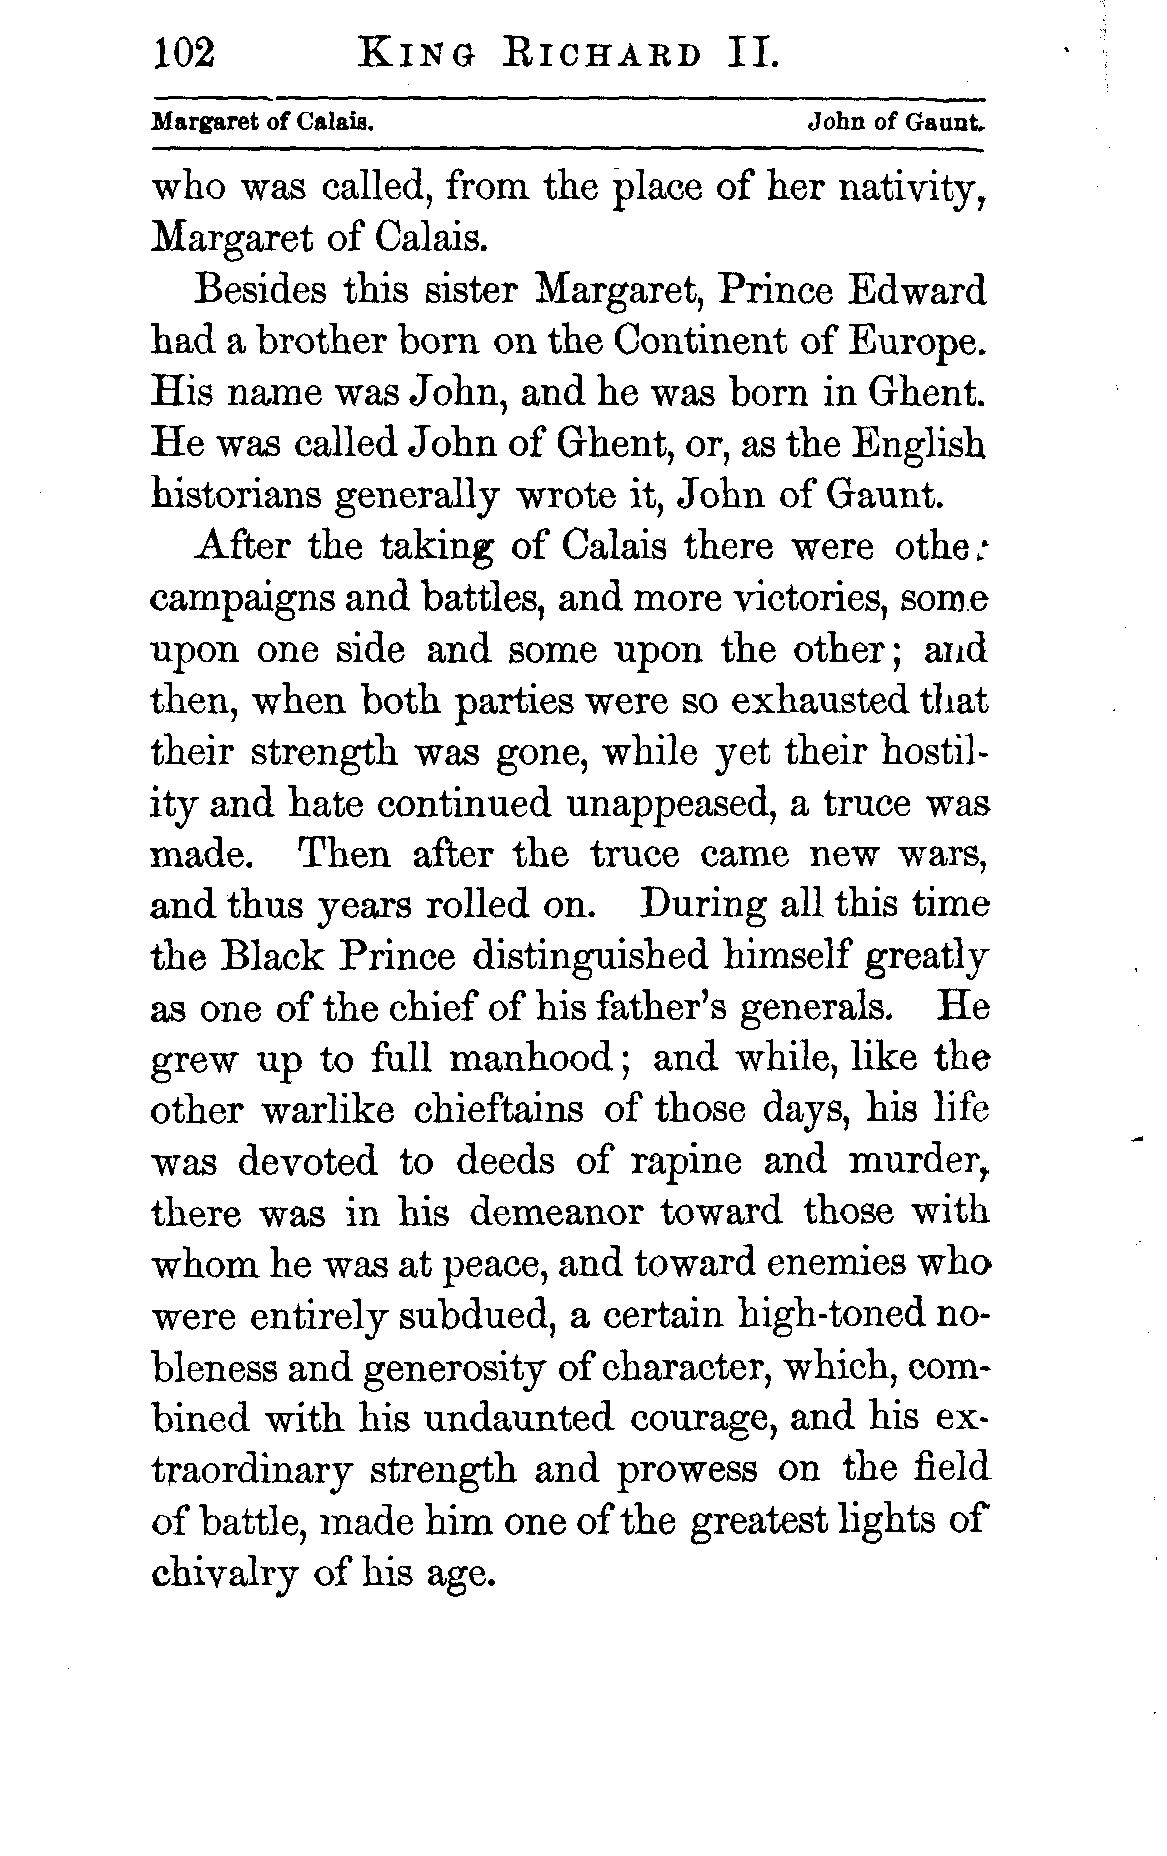 102 KING RICHARD II.
Margaret of Calais. John of Gaunt.
who was called, from the place of her nativity,
Margaret of Calais.
Besides this sister Margaret, Prince Edward
had a brother born on the Continent of Europe.
His name was John, and he was born in Ghent.
He was called John of Ghent, or, as the English
historians generally wrote it, John of Gaunt.
After the taking of Calais there were other
campaigns and battles, and more victories, some
upon one side and some upon the other; and
then, when both parties were so exhausted that
their strength was gone, while yet their hostil-
ity and hate continued unappeased, a truce was
made. Then after the truce came new wars,
and thus years rolled on. During all this time
the Black Prince distinguished himself greatly
as one of the chief of his father's generals. He
grew up to full manhood; and while, like the
other warlike chieftains of those days, his life
was devoted to deeds of rapine and murder,
there was in his demeanor toward those with
whom he was at peace, and toward enemies who
were entirely subdued, a certain high-toned no-
bleness and generosity of character, which, com-
bined with his undaunted courage, and his ex-
traordinary strength and prowess on the field
of battle, made him one of the greatest lights of
chivalry of his age.